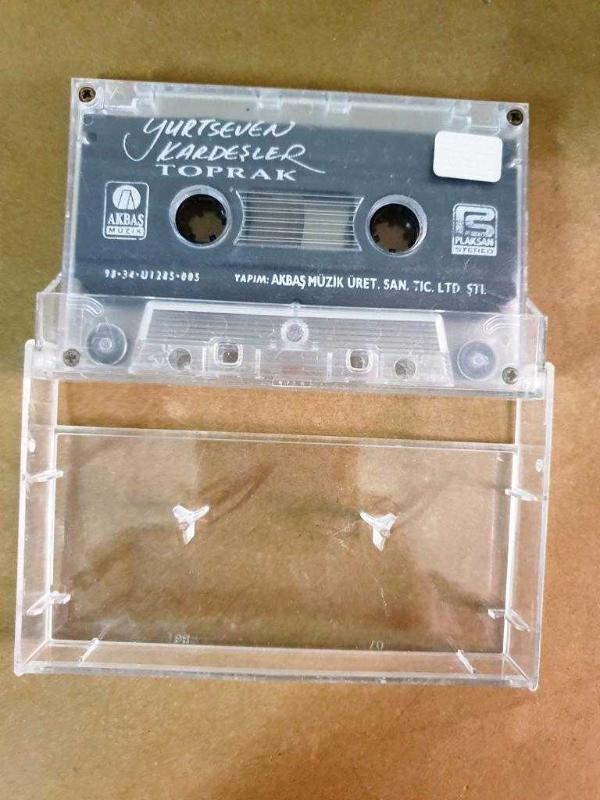 YURTSEVEN
KARDEŞLER
TOPRAK
AKBAŞ
MÜZİK
PLAKSAN
STEREO
98-34-U1285-005
YAPIM: AKBAŞ MÜZİK ÜRET. SAN. TİC. LTD ŞTİ.